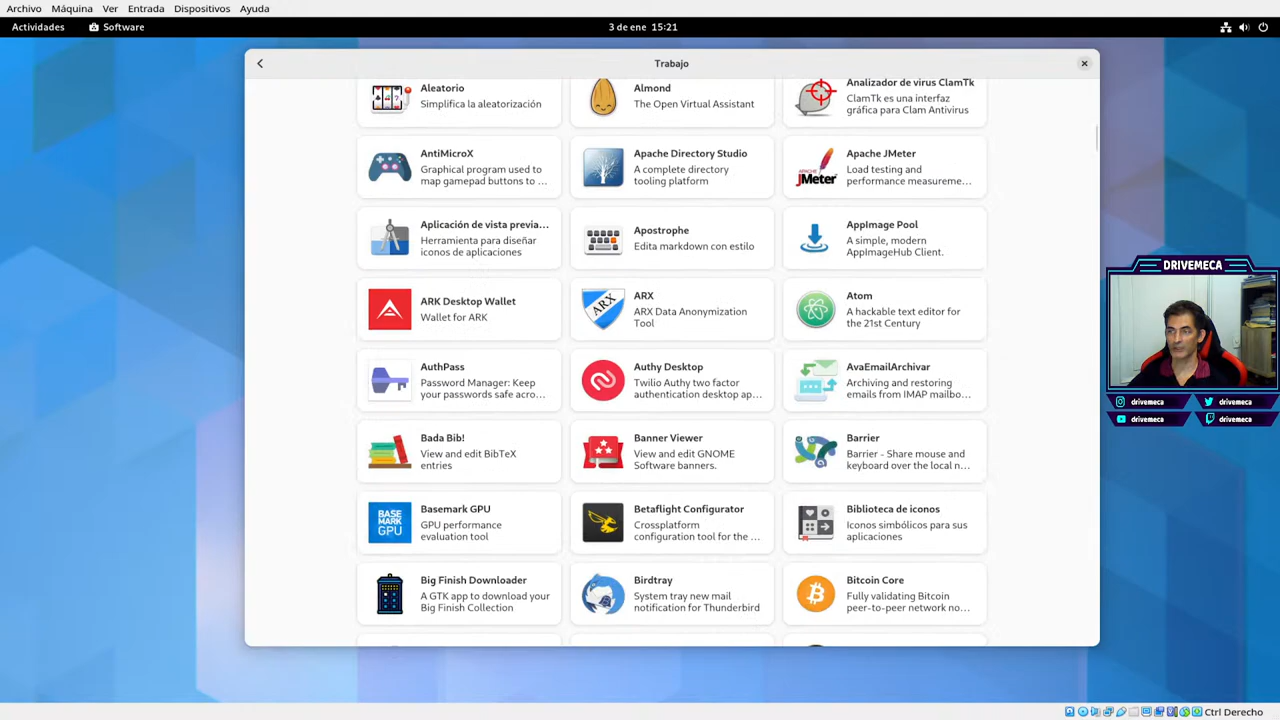 Archivo Máquina Ver Entrada Dispositivos Ayuda
Actividades Software 3 de ene 15:21
Trabajo
Aleatorio
Simplifica la aleatorización
Almond
The Open Virtual Assistant
Analizador de virus ClamTk
ClamTk es una interfaz
gráfica para Clam Antivirus
AntiMicroX
Graphical program used to
map gamepad buttons to ...
Apache Directory Studio
A complete directory
tooling platform
APACHE
JMeter
Apache JMeter
Load testing and
performance measureme...
Aplicación de vista previa...
Herramienta para diseñar
iconos de aplicaciones
Apostrophe
Edita markdown con estilo
AppImage Pool
A simple, modern
AppImageHub Client.
ARK Desktop Wallet
Wallet for ARK
ARX
ARX
ARX Data Anonymization
Tool
Atom
A hackable text editor for
the 21st Century
AuthPass
Password Manager: Keep
your passwords safe acro...
Authy Desktop
Twilio Authy two factor
authentication desktop ap...
AvaEmailArchivar
Archiving and restoring
emails from IMAP mailbo...
Bada Bib!
View and edit BibTeX
entries
Banner Viewer
View and edit GNOME
Software banners.
Barrier
Barrier - Share mouse and
keyboard over the local n...
BASE
MARK
GPU
Basemark GPU
GPU performance
evaluation tool
Betaflight Configurator
Crossplatform
configuration tool for the ...
Biblioteca de iconos
Iconos simbólicos para sus
aplicaciones
Big Finish Downloader
A GTK app to download your
Big Finish Collection
Birdtray
System tray new mail
notification for Thunderbird
Bitcoin Core
Fully validating Bitcoin
peer-to-peer network no...
DRIVEMECA
drivemeca
drivemeca
drivemeca
drivemeca
Ctrl Derecho